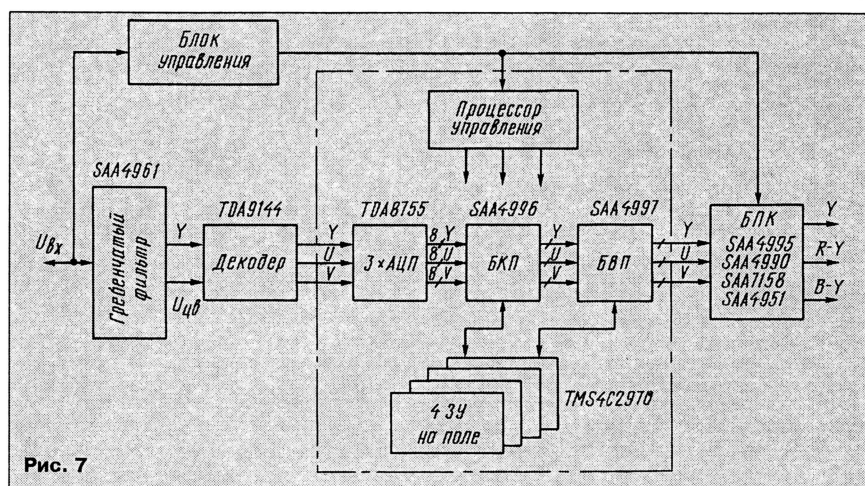 Блок
управления
Процессор
управления
SAA4961
TDA9144
TDA8755
SAA4996
SAA4997
Uвх
Гребенчатый
фильтр
Y
Uцв
Декодер
Y
U
V
3×АЦП
8,Y
8,U
8,V
БКП
Y
U
V
БВП
Y
U
V
БПК
SAA4995
SAA4990
SAA7158
SAA4951
Y
R-Y
B-Y
4 ЗУ
на поле
TMS4C2970
Рис. 7